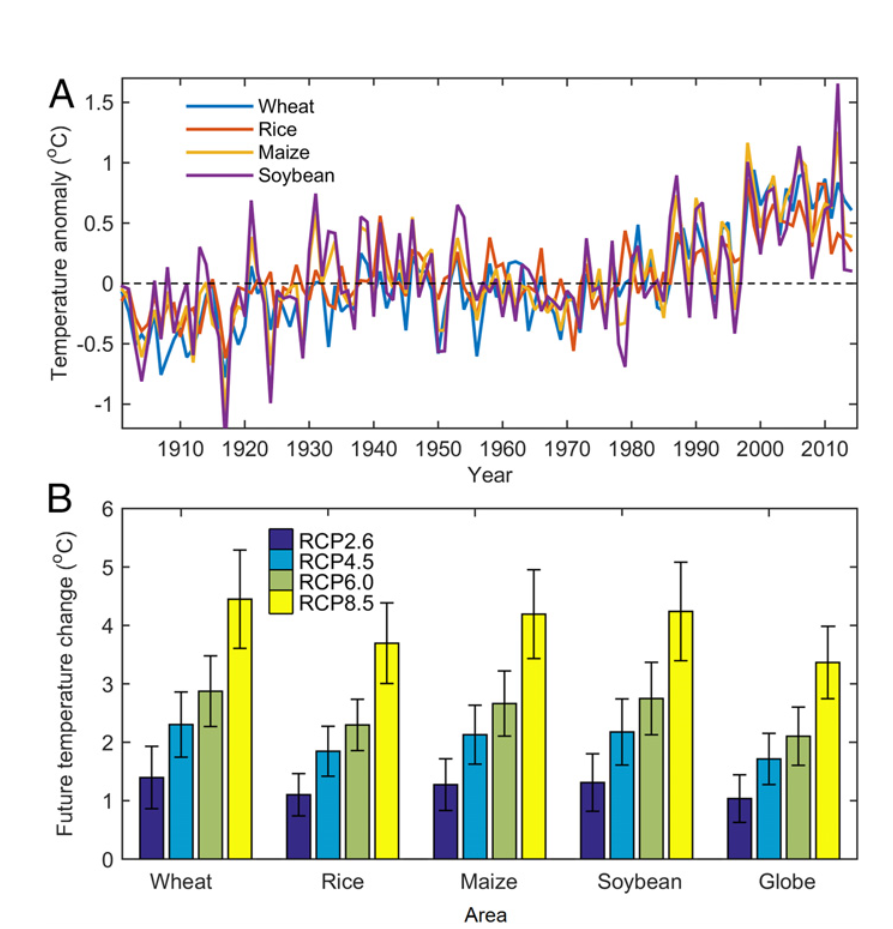 A
Temperature anomaly (°C)
1.5
1
0.5
0
-0.5
-1
Wheat
Rice
Maize
Soybean
1910 1920 1930 1940 1950 1960 1970 1980 1990 2000 2010
Year
B
Future temperature change (°C)
6
5
4
3
2
1
0
RCP2.6
RCP4.5
RCP6.0
RCP8.5
Wheat Rice Maize Soybean Globe
Area